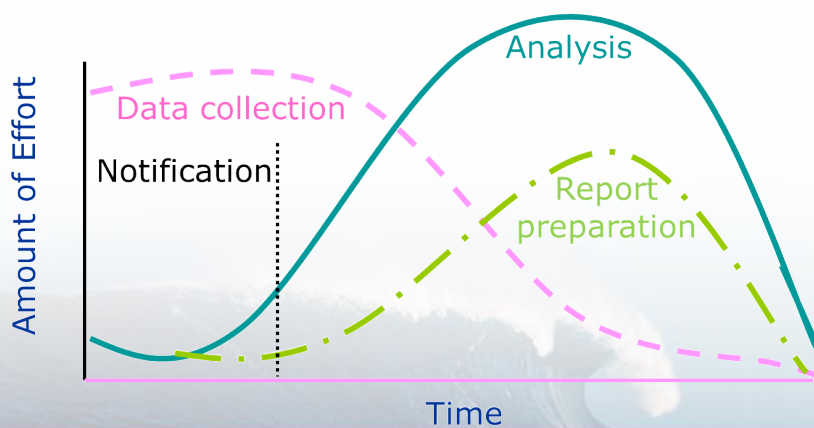 Analysis
Data collection
Notification
Report
preparation
Amount of Effort
Time